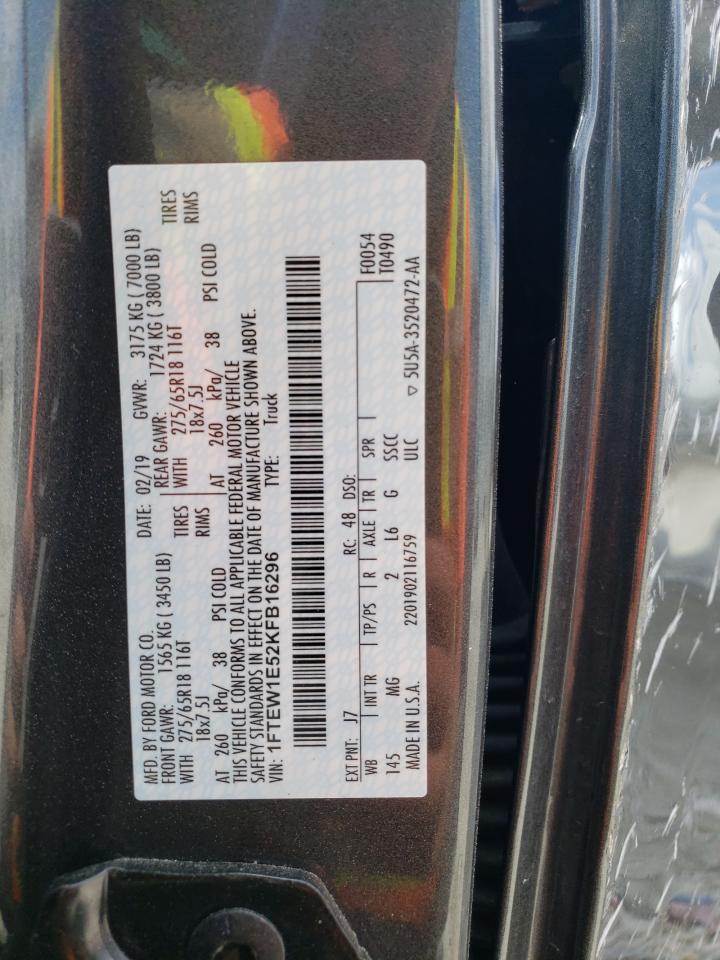 MFD. BY FORD MOTOR CO. DATE: 02/19 GVWR: 3175 KG ( 7000 LB)
FRONT GAWR: 1565 KG ( 3450 LB) REAR GAWR: 1724 KG ( 3800 LB)
WITH 275/65R18 116T TIRES WITH 275/65R18 116T TIRES
18x7.5J RIMS 18x7.5J RIMS
AT 260 kPa/ 38 PSI COLD AT 260 kPa/ 38 PSI COLD
THIS VEHICLE CONFORMS TO ALL APPLICABLE FEDERAL MOTOR VEHICLE
SAFETY STANDARDS IN EFFECT ON THE DATE OF MANUFACTURE SHOWN ABOVE.
VIN: 1FTEW1E52KFB16296 TYPE: Truck
EXT PNT: J7 RC: 48 DSO: F0054
WB INT TR TP/PS R AXLE TR SPR T0490
145 MG 2 L6 G SSCC
MADE IN U.S.A. 2201902116759 ULC ▽ 5U5A-3520472-AA